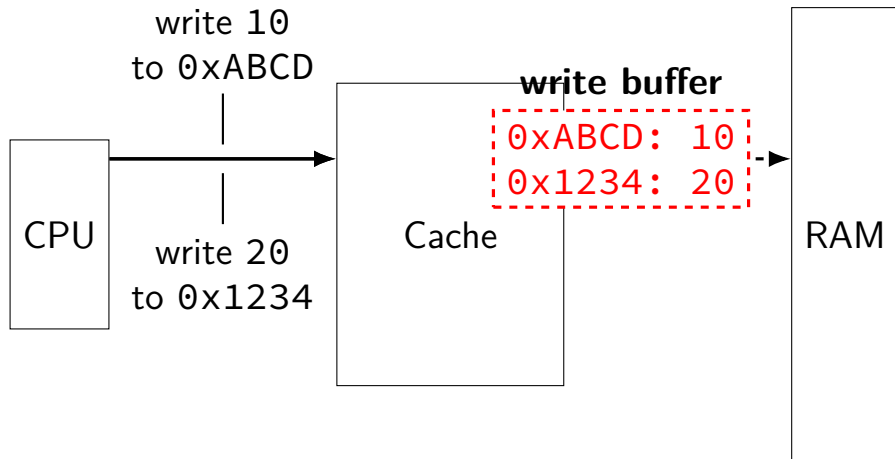 write 10
to 0xABCD
write buffer
0xABCD: 10
0x1234: 20
CPU
Cache
RAM
write 20
to 0x1234